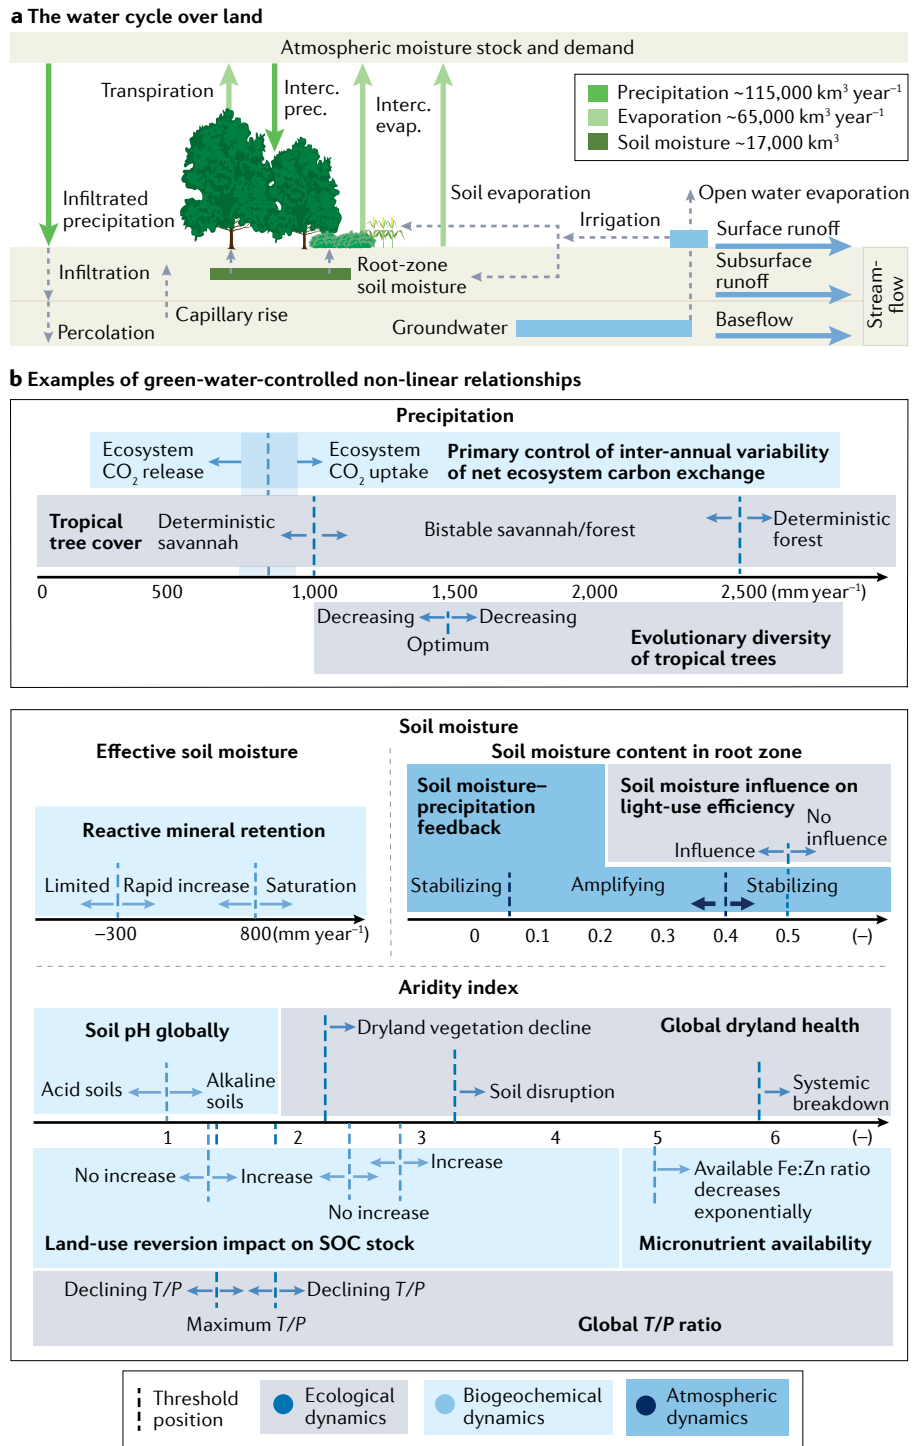 a The water cycle over land
Atmospheric moisture stock and demand
Transpiration
Interc.
prec.
Interc.
evap.
Precipitation ~115,000 km³ year⁻¹
Evaporation ~65,000 km³ year⁻¹
Soil moisture ~17,000 km³
Infiltrated
precipitation
Soil evaporation
Open water evaporation
Irrigation
Surface runoff
Infiltration
Root-zone
soil moisture
Subsurface
runoff
Capillary rise
Percolation
Groundwater
Baseflow
Stream-
flow
b Examples of green-water-controlled non-linear relationships
Precipitation
Ecosystem
CO₂ release
Ecosystem
CO₂ uptake
Primary control of inter-annual variability
of net ecosystem carbon exchange
Tropical
tree cover
Deterministic
savannah
Bistable savannah/forest
Deterministic
forest
0 500 1,000 1,500 2,000 2,500 (mm year⁻¹)
Decreasing
Decreasing
Optimum
Evolutionary diversity
of tropical trees
Soil moisture
Effective soil moisture
Reactive mineral retention
Limited
Rapid increase
Saturation
–300 800 (mm year⁻¹)
Soil moisture content in root zone
Soil moisture–
precipitation
feedback
Soil moisture influence on
light-use efficiency
No
influence
Influence
Stabilizing
Amplifying
Stabilizing
0 0.1 0.2 0.3 0.4 0.5 (–)
Aridity index
Soil pH globally
Acid soils
Alkaline
soils
Dryland vegetation decline
Global dryland health
Soil disruption
Systemic
breakdown
1 2 3 4 5 6 (–)
No increase
Increase
No increase
Increase
Land-use reversion impact on SOC stock
Available Fe:Zn ratio
decreases
exponentially
Micronutrient availability
Declining T/P
Declining T/P
Maximum T/P
Global T/P ratio
Threshold
position
Ecological
dynamics
Biogeochemical
dynamics
Atmospheric
dynamics